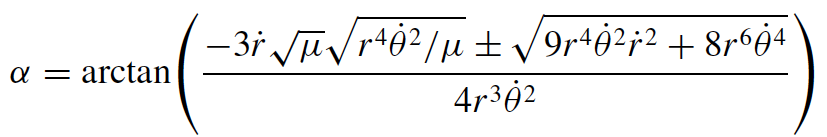 α = arctan( (−3ṙ√μ√(r⁴θ̇²/μ) ± √(9r⁴θ̇²ṙ² + 8r⁶θ̇⁴)) / (4r³θ̇²) )